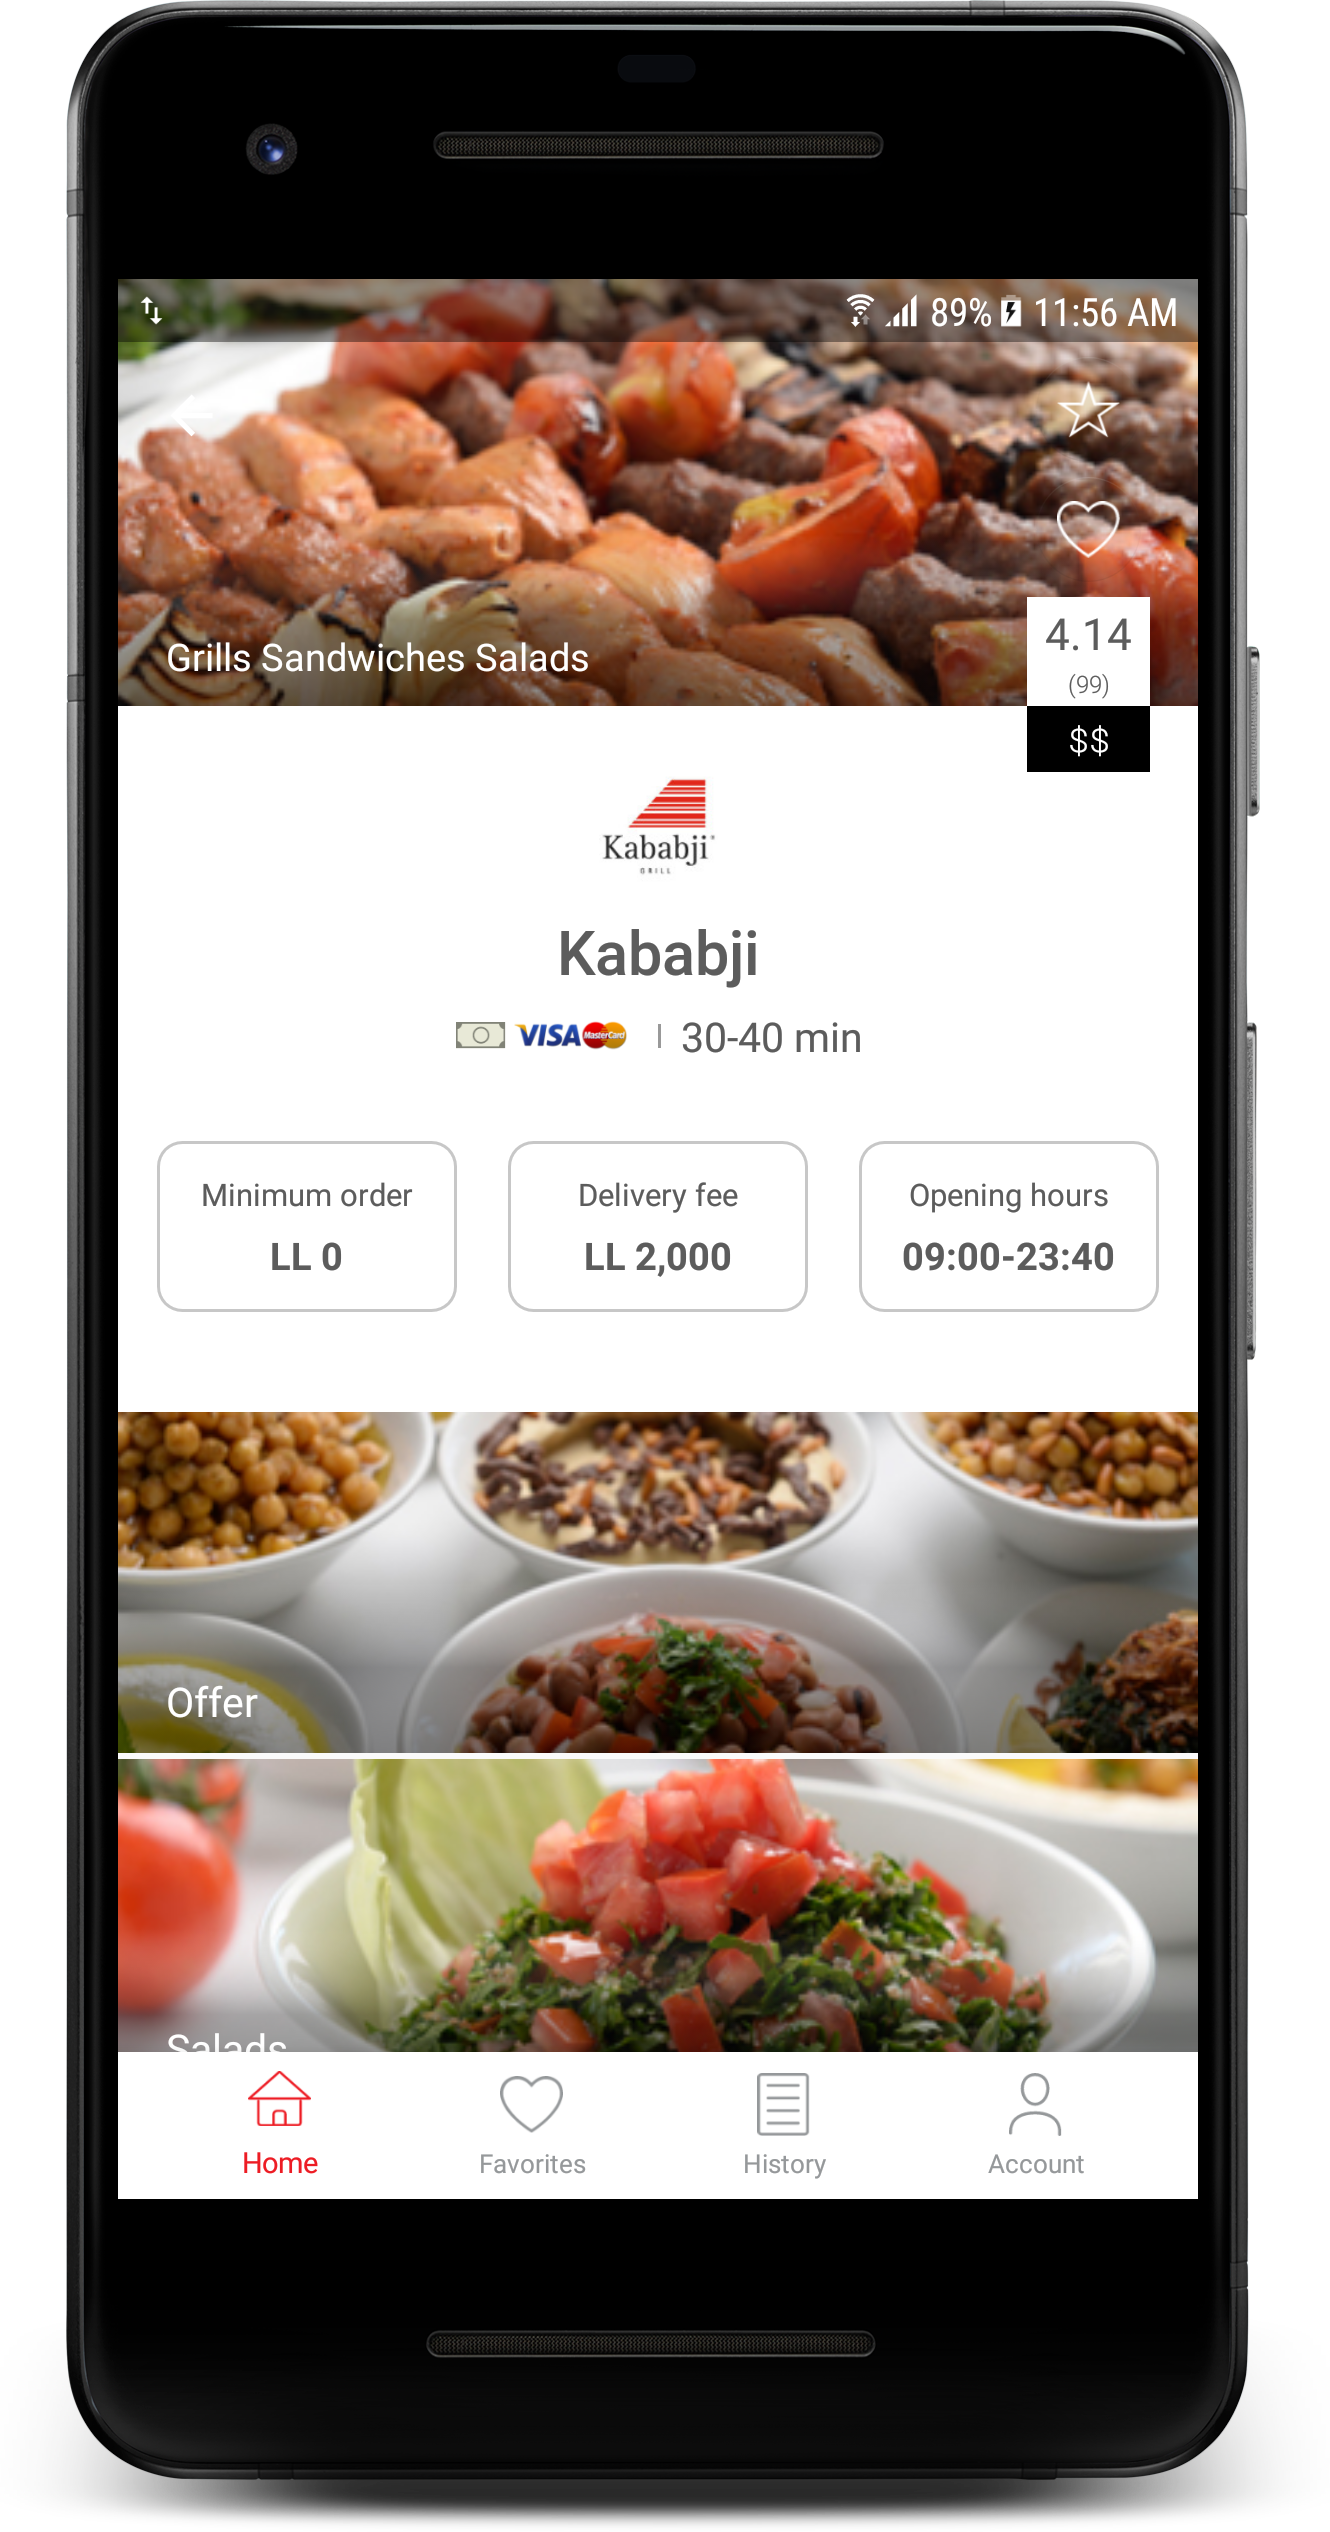 89% 11:56 AM
Grills Sandwiches Salads
4.14
(99)
$$
Kababji
GRILL
Kababji
VISA MasterCard | 30-40 min
Minimum order
LL 0
Delivery fee
LL 2,000
Opening hours
09:00-23:40
Offer
Salads
Home
Favorites
History
Account